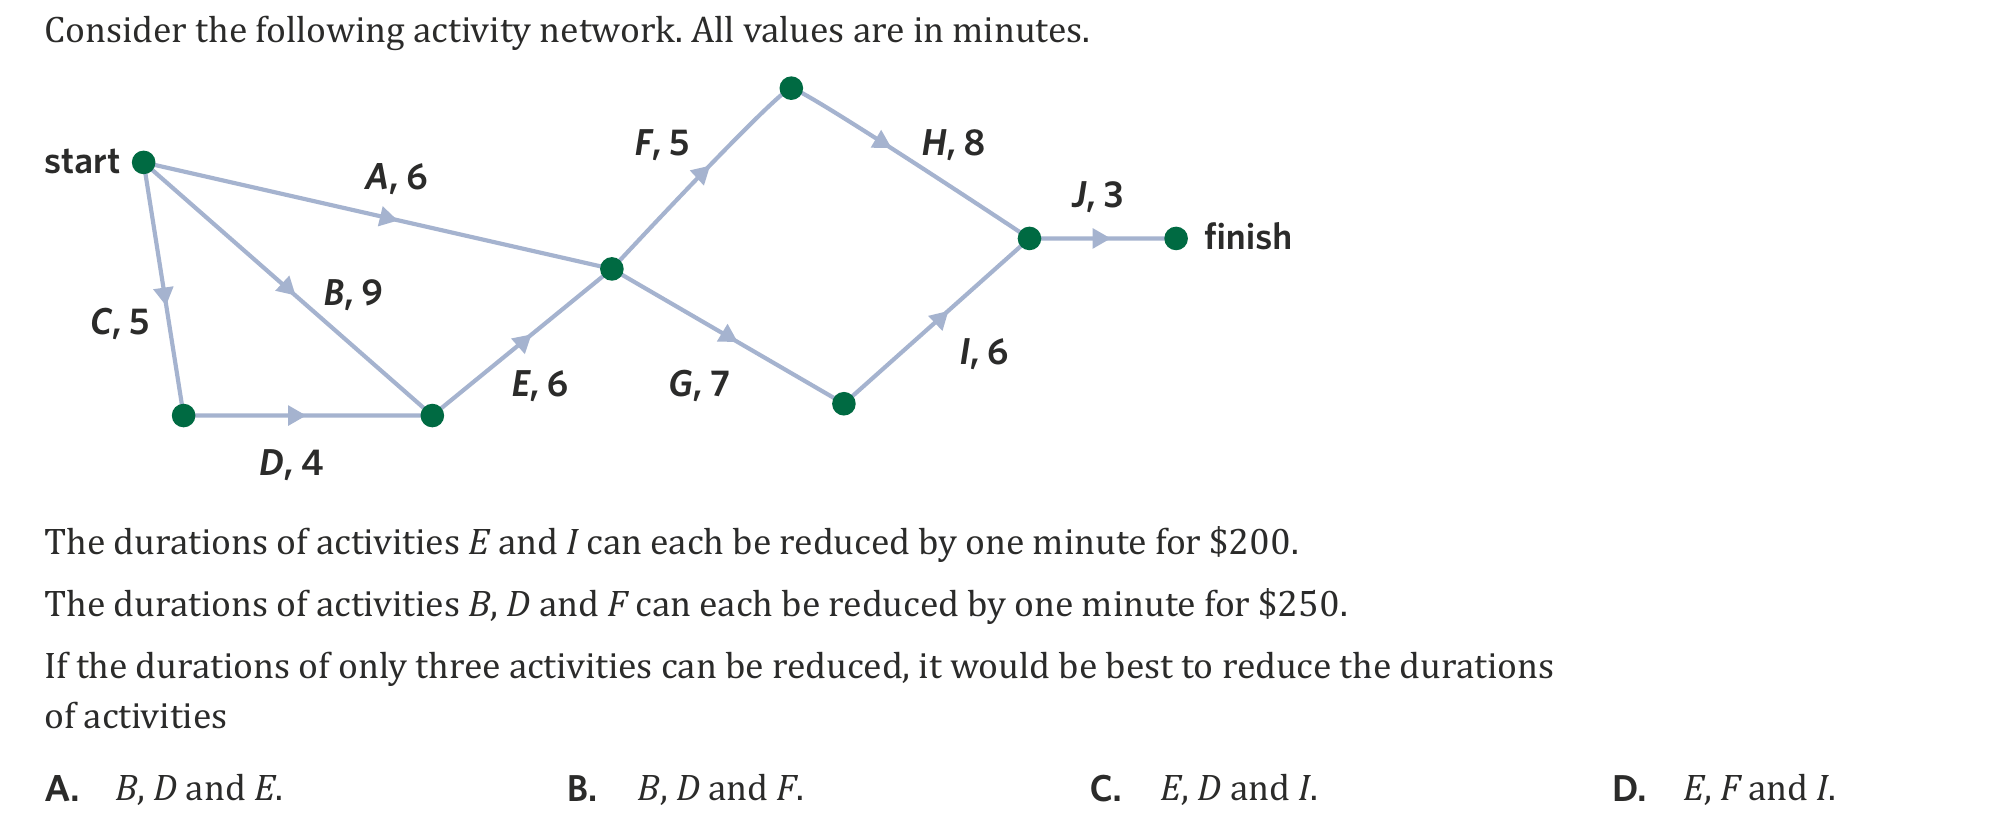 Consider the following activity network. All values are in minutes.
start
A, 6
F, 5
H, 8
J, 3
finish
B, 9
C, 5
E, 6
G, 7
I, 6
D, 4
The durations of activities E and I can each be reduced by one minute for $200.
The durations of activities B, D and F can each be reduced by one minute for $250.
If the durations of only three activities can be reduced, it would be best to reduce the durations
of activities
A. B, D and E. B. B, D and F. C. E, D and I. D. E, F and I.